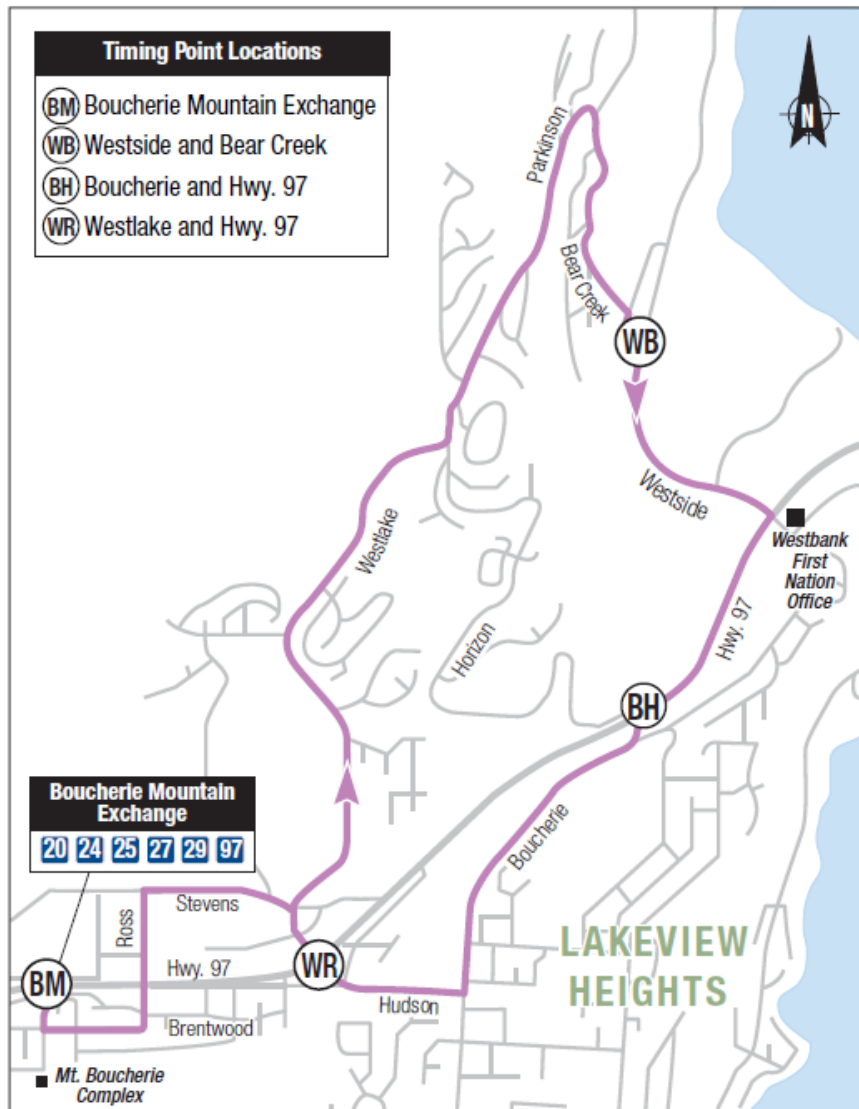 Timing Point Locations
BM Boucherie Mountain Exchange
WB Westside and Bear Creek
BH Boucherie and Hwy. 97
WR Westlake and Hwy. 97
N
Parkinson
Bear Creek
WB
Westside
Westbank
First
Nation
Office
Westlake
Horizon
Hwy. 97
BH
Boucherie Mountain
Exchange
20 24 25 27 29 97
Boucherie
Stevens
Ross
LAKEVIEW
HEIGHTS
BM
Hwy. 97
WR
Hudson
Brentwood
Mt. Boucherie
Complex